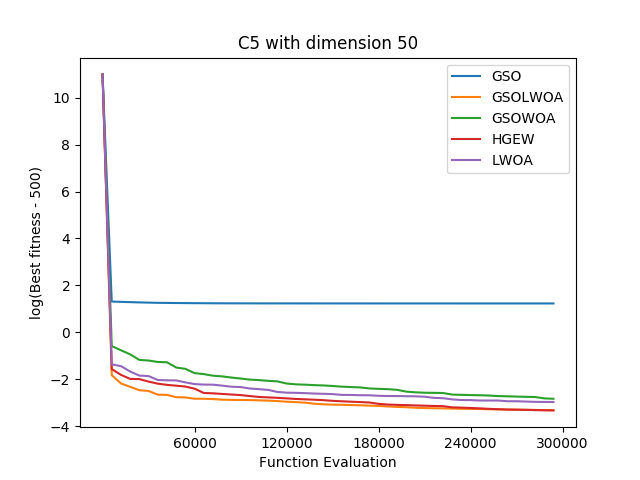 C5 with dimension 50
log(Best fitness - 500)
10
8
6
4
2
0
−2
−4
GSO
GSOLWOA
GSOWOA
HGEW
LWOA
60000 120000 180000 240000 300000
Function Evaluation